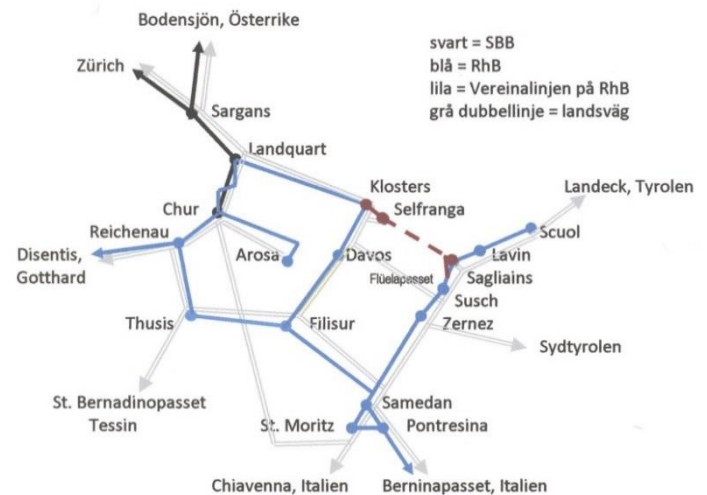 Bodensjön, Österrike
Zürich
svart = SBB
blå = RhB
lila = Vereinalinjen på RhB
grå dubbellinje = landsväg
Sargans
Landquart
Klosters
Landeck, Tyrolen
Selfranga
Chur
Reichenau
Scuol
Disentis,
Gotthard
Arosa
Davos
Lavin
Flüelapasset
Sagliains
Susch
Thusis
Filisur
Zernez
Sydtyrolen
St. Bernadinopasset
Tessin
Samedan
St. Moritz
Pontresina
Chiavenna, Italien
Berninapasset, Italien